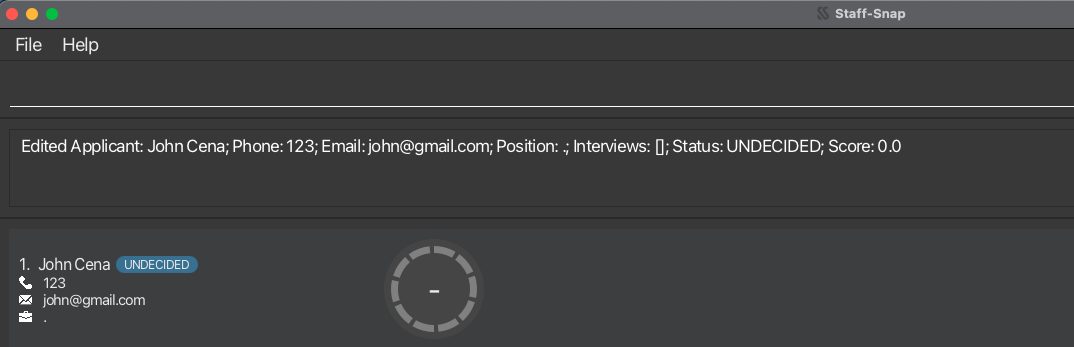 Staff-Snap
File Help
Edited Applicant: John Cena; Phone: 123; Email: john@gmail.com; Position: .; Interviews: []; Status: UNDECIDED; Score: 0.0
1. John Cena UNDECIDED
123
john@gmail.com
.
-